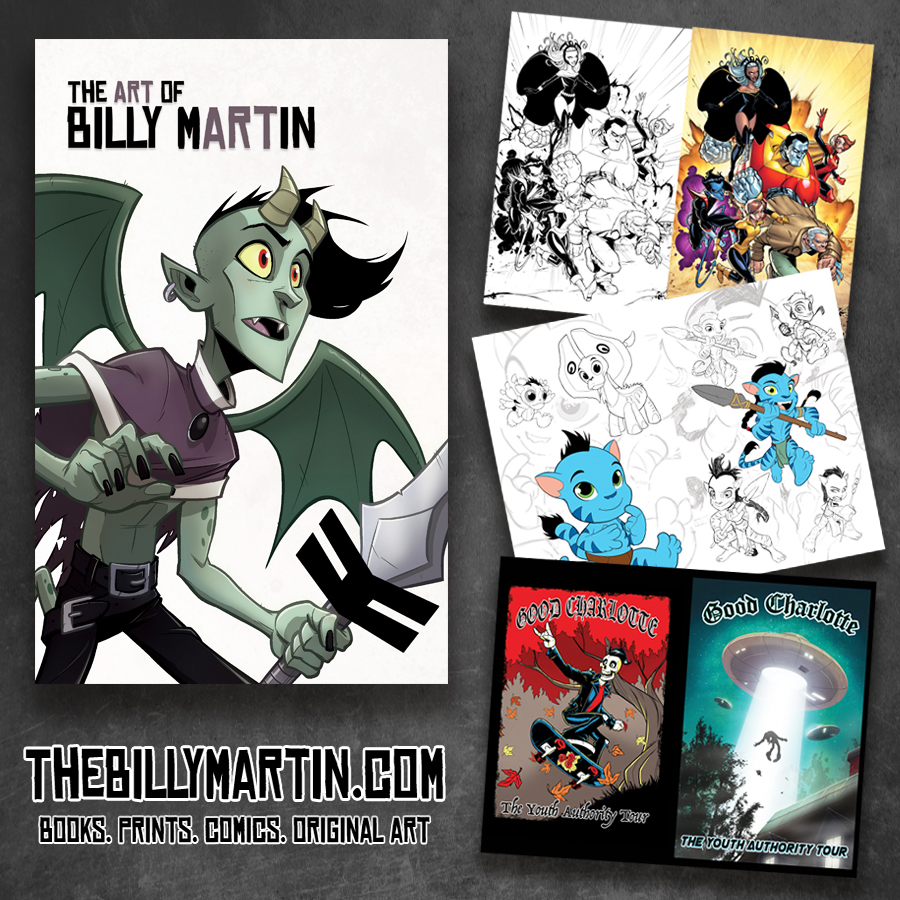 THE ART OF
BILLY MARTIN
GOOD CHARLOTTE
The Youth Authority Tour
Good Charlotte
THE YOUTH AUTHORITY TOUR
THEBILLYMARTIN.COM
BOOKS. PRINTS. COMICS. ORIGINAL ART